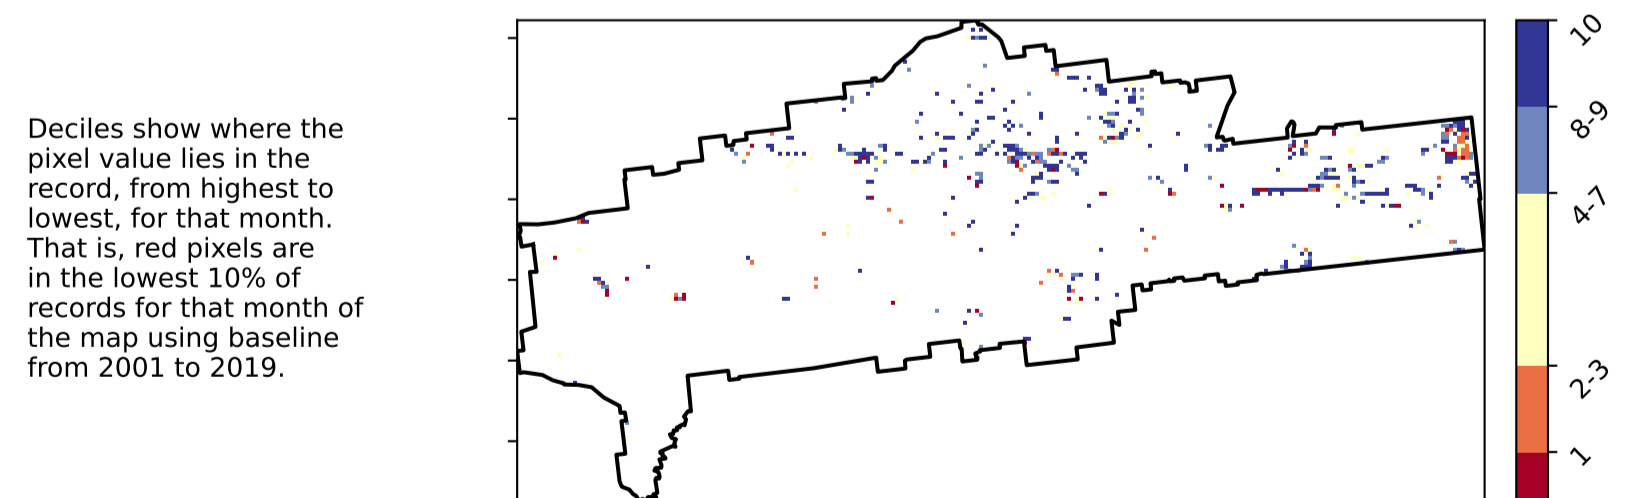 Deciles show where the
pixel value lies in the
record, from highest to
lowest, for that month.
That is, red pixels are
in the lowest 10% of
records for that month of
the map using baseline
from 2001 to 2019.
10
8-9
4-7
2-3
1